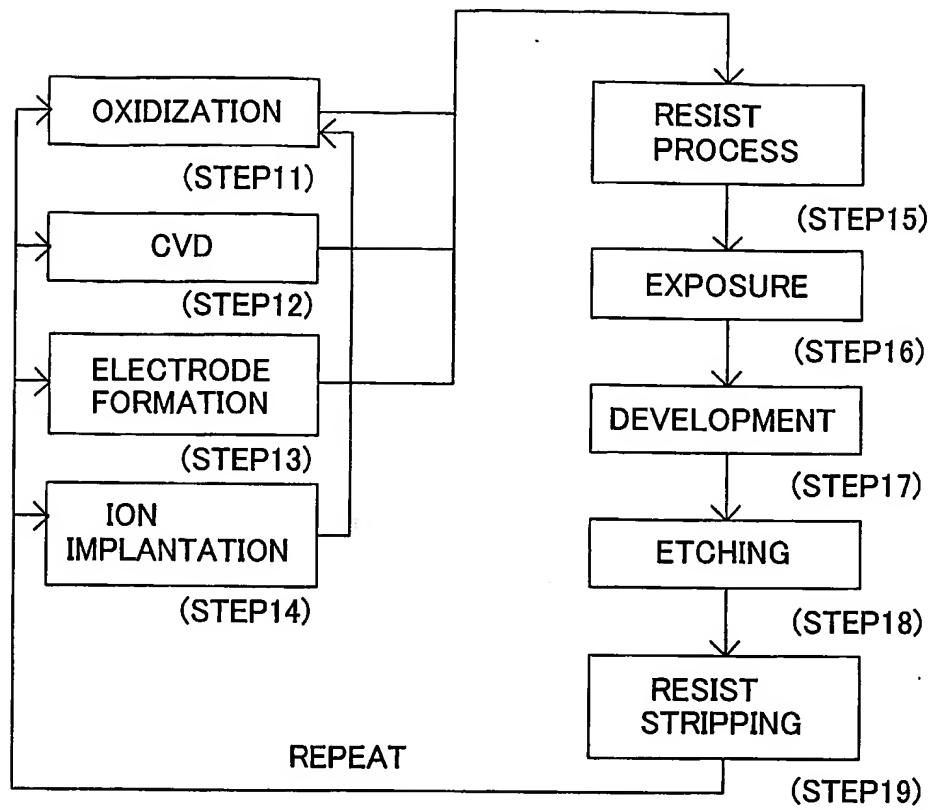 OXIDIZATION
(STEP11)
CVD
(STEP12)
ELECTRODE
FORMATION
(STEP13)
ION
IMPLANTATION
(STEP14)
RESIST
PROCESS
(STEP15)
EXPOSURE
(STEP16)
DEVELOPMENT
(STEP17)
ETCHING
(STEP18)
RESIST
STRIPPING
(STEP19)
REPEAT